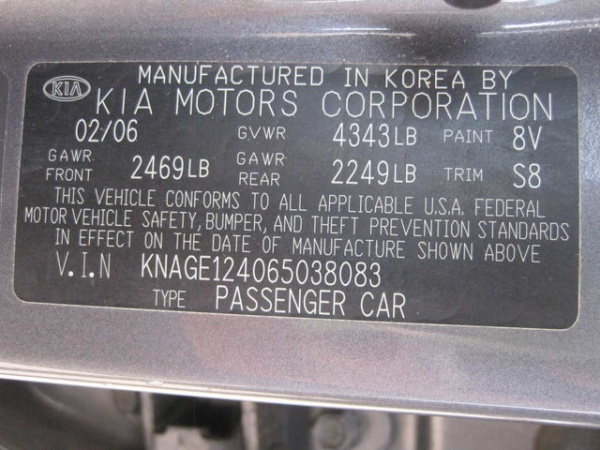 MANUFACTURED IN KOREA BY
KIA KIA MOTORS CORPORATION
02/06 GVWR 4343LB PAINT 8V
GAWR FRONT 2469LB GAWR REAR 2249LB TRIM S8
THIS VEHICLE CONFORMS TO ALL APPLICABLE U.S.A. FEDERAL
MOTOR VEHICLE SAFETY, BUMPER, AND THEFT PREVENTION STANDARDS
IN EFFECT ON THE DATE OF MANUFACTURE SHOWN ABOVE
V.I.N KNAGE124065038083
TYPE PASSENGER CAR